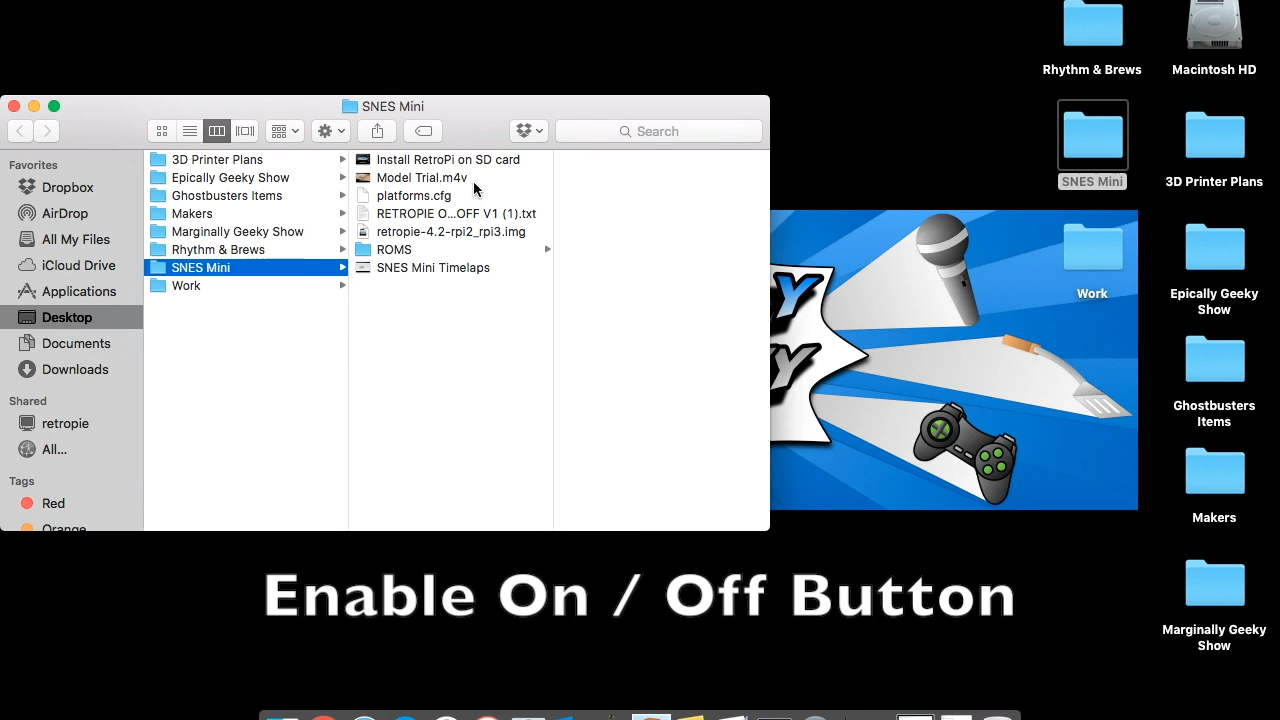 Rhythm & Brews
Macintosh HD
SNES Mini
Search
Favorites
Dropbox
AirDrop
All My Files
iCloud Drive
Applications
Desktop
Documents
Downloads
Shared
retropie
All...
Tags
Red
Orange
3D Printer Plans
Epically Geeky Show
Ghostbusters Items
Makers
Marginally Geeky Show
Rhythm & Brews
SNES Mini
Work
Install RetroPi on SD card
Model Trial.m4v
platforms.cfg
RETROPIE O...OFF V1 (1).txt
retropie-4.2-rpi2_rpi3.img
ROMS
SNES Mini Timelaps
SNES Mini
3D Printer Plans
Work
Epically Geeky
Show
Ghostbusters
Items
Makers
Marginally Geeky
Show
Enable On / Off Button